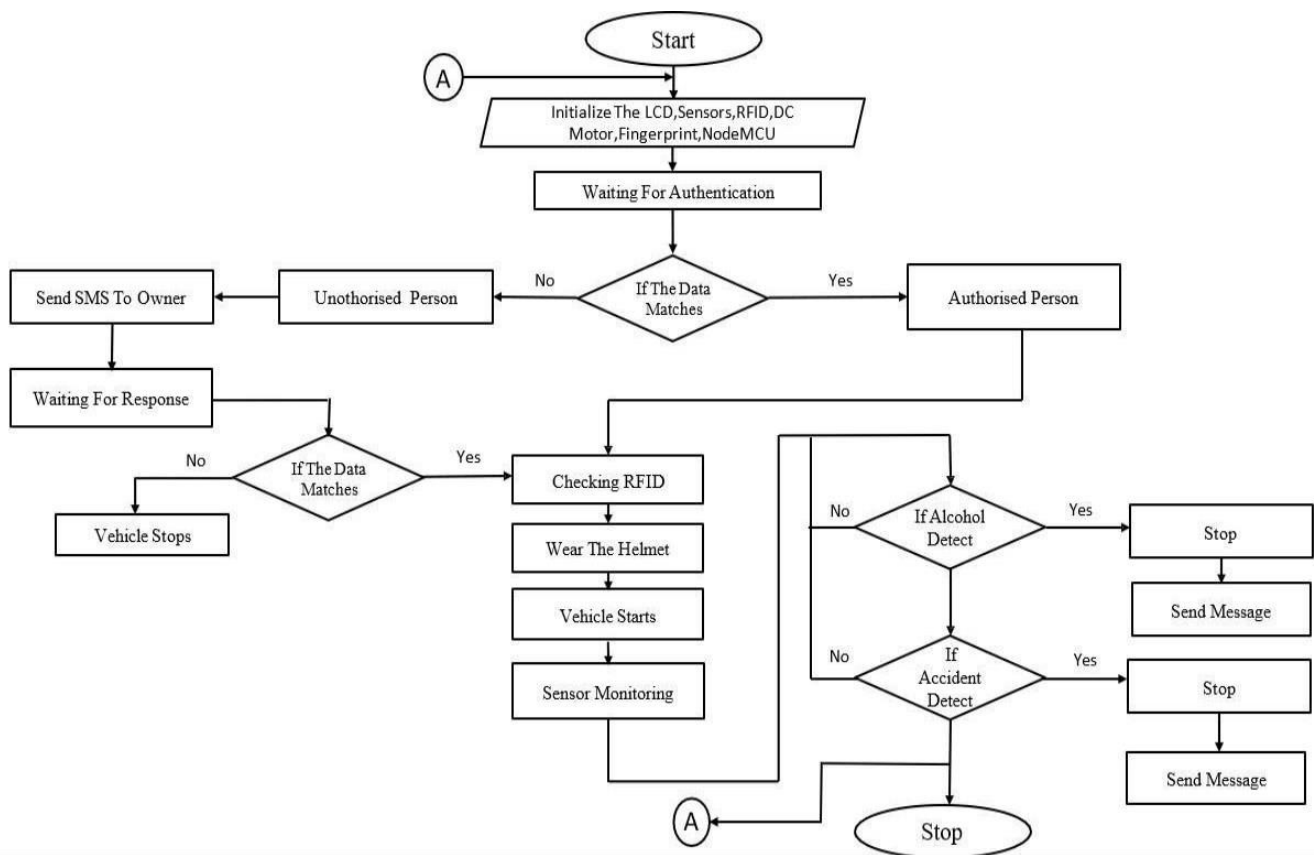 Start
A
Initialize The LCD,Sensors,RFID,DC
Motor,Fingerprint,NodeMCU
Waiting For Authentication
Send SMS To Owner
Unothorised Person
No
If The Data
Matches
Yes
Authorised Person
Waiting For Response
No
If The Data
Matches
Yes
Checking RFID
Vehicle Stops
Wear The Helmet
Vehicle Starts
Sensor Monitoring
No
If Alcohol
Detect
Yes
Stop
Send Message
No
If
Accident
Detect
Yes
Stop
Send Message
A
Stop